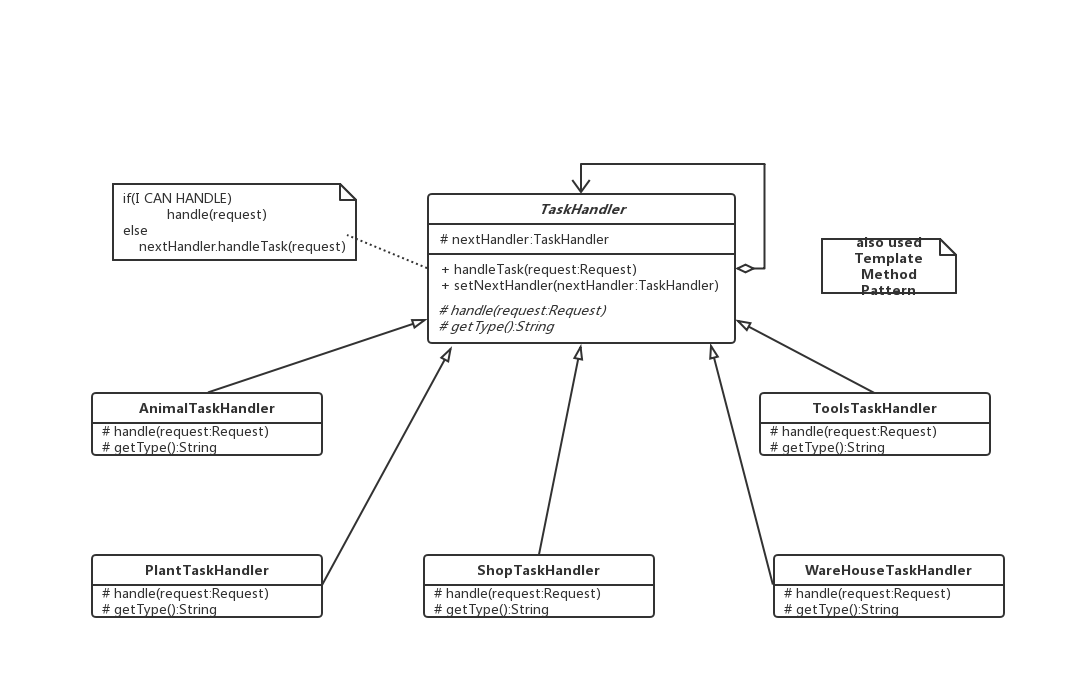 if(I CAN HANDLE)
handle(request)
else
nextHandler.handleTask(request)
TaskHandler
# nextHandler:TaskHandler
+ handleTask(request:Request)
+ setNextHandler(nextHandler:TaskHandler)
# handle(request:Request)
# getType():String
also used
Template
Method
Pattern
AnimalTaskHandler
# handle(request:Request)
# getType():String
ToolsTaskHandler
# handle(request:Request)
# getType():String
PlantTaskHandler
# handle(request:Request)
# getType():String
ShopTaskHandler
# handle(request:Request)
# getType():String
WareHouseTaskHandler
# handle(request:Request)
# getType():String